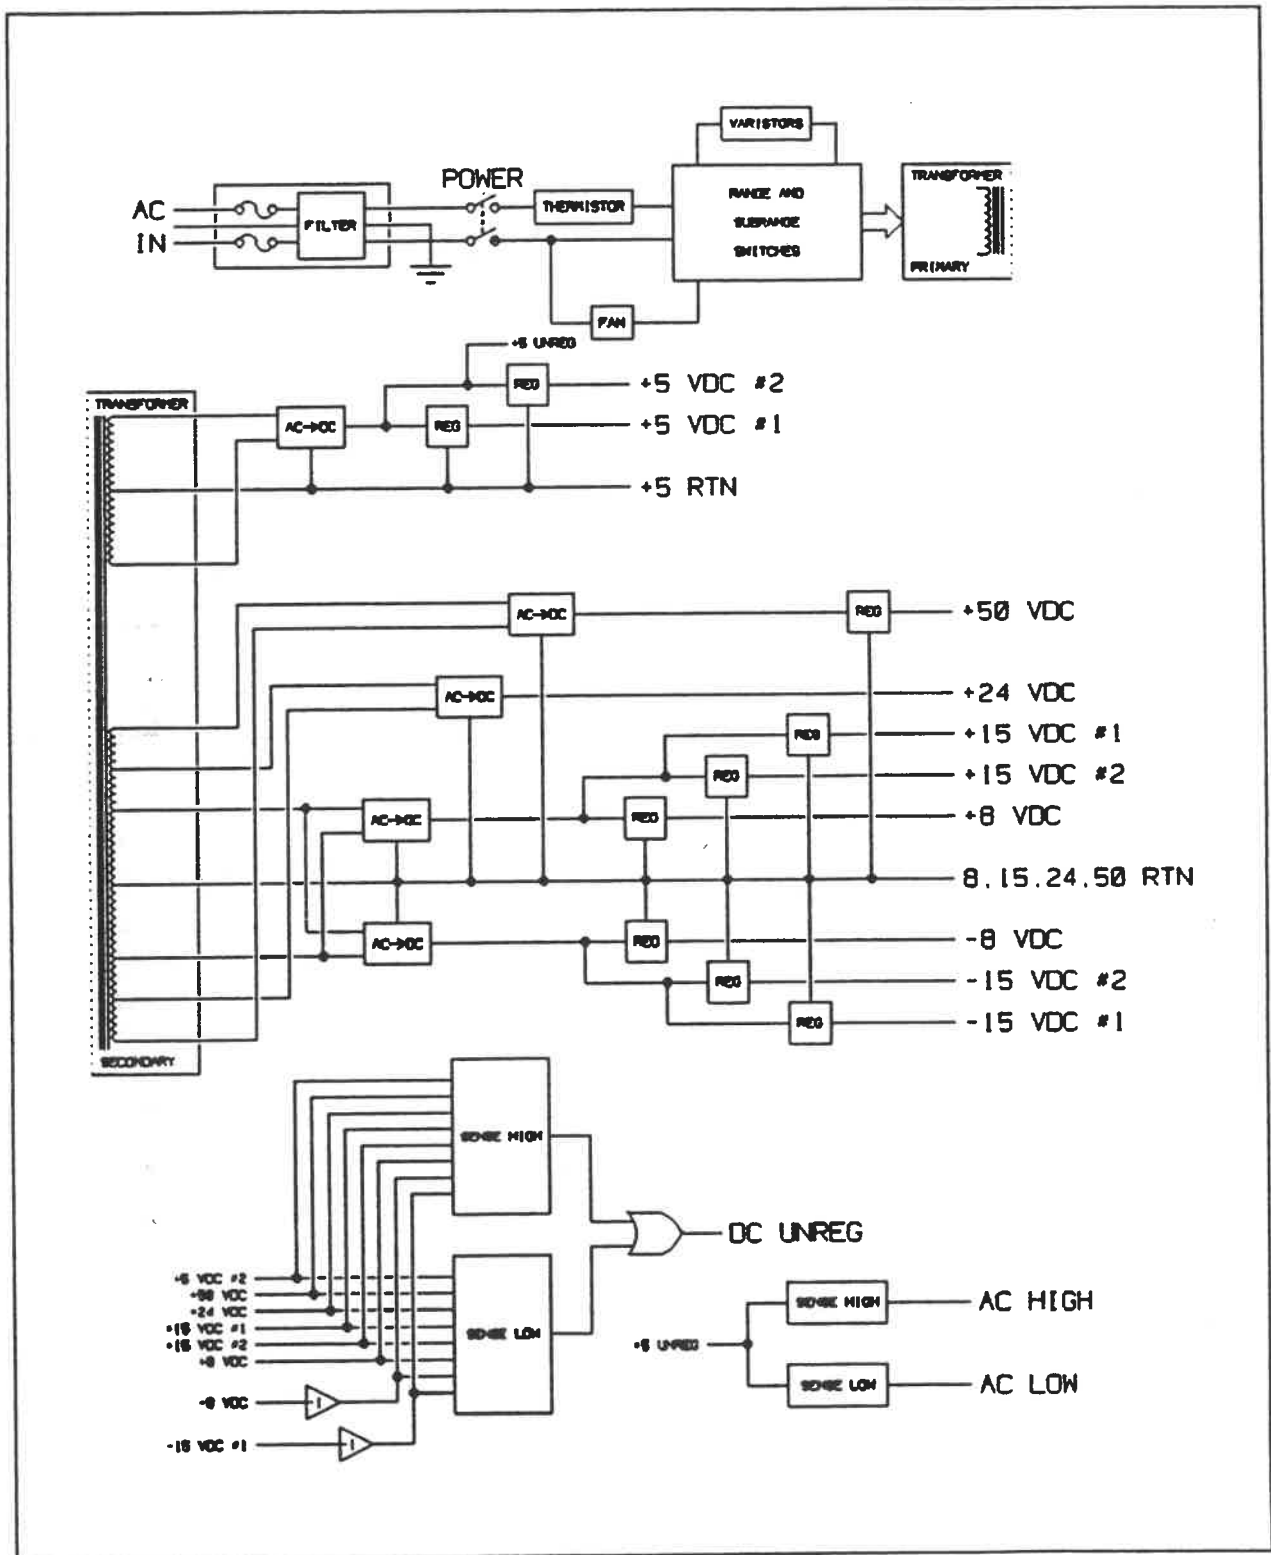 VARISTORS
POWER
TRANSFORMER
AC
IN
FILTER
THERMISTOR
RANGE AND
SUBRANGE
SWITCHES
PRIMARY
FAN
+5 UNREG
TRANSFORMER
REG
+5 VDC #2
AC→DC
REG
+5 VDC #1
+5 RTN
AC→DC
REG
+50 VDC
AC→DC
+24 VDC
REG
+15 VDC #1
REG
+15 VDC #2
AC→DC
REG
+8 VDC
8,15,24,50 RTN
AC→DC
REG
-8 VDC
REG
-15 VDC #2
REG
-15 VDC #1
SECONDARY
SENSE HIGH
DC UNREG
+5 VDC #2
+50 VDC
+24 VDC
+15 VDC #1
+15 VDC #2
+8 VDC
SENSE LOW
-8 VDC
-1
-15 VDC #1
-1
+5 UNREG
SENSE HIGH
AC HIGH
SENSE LOW
AC LOW